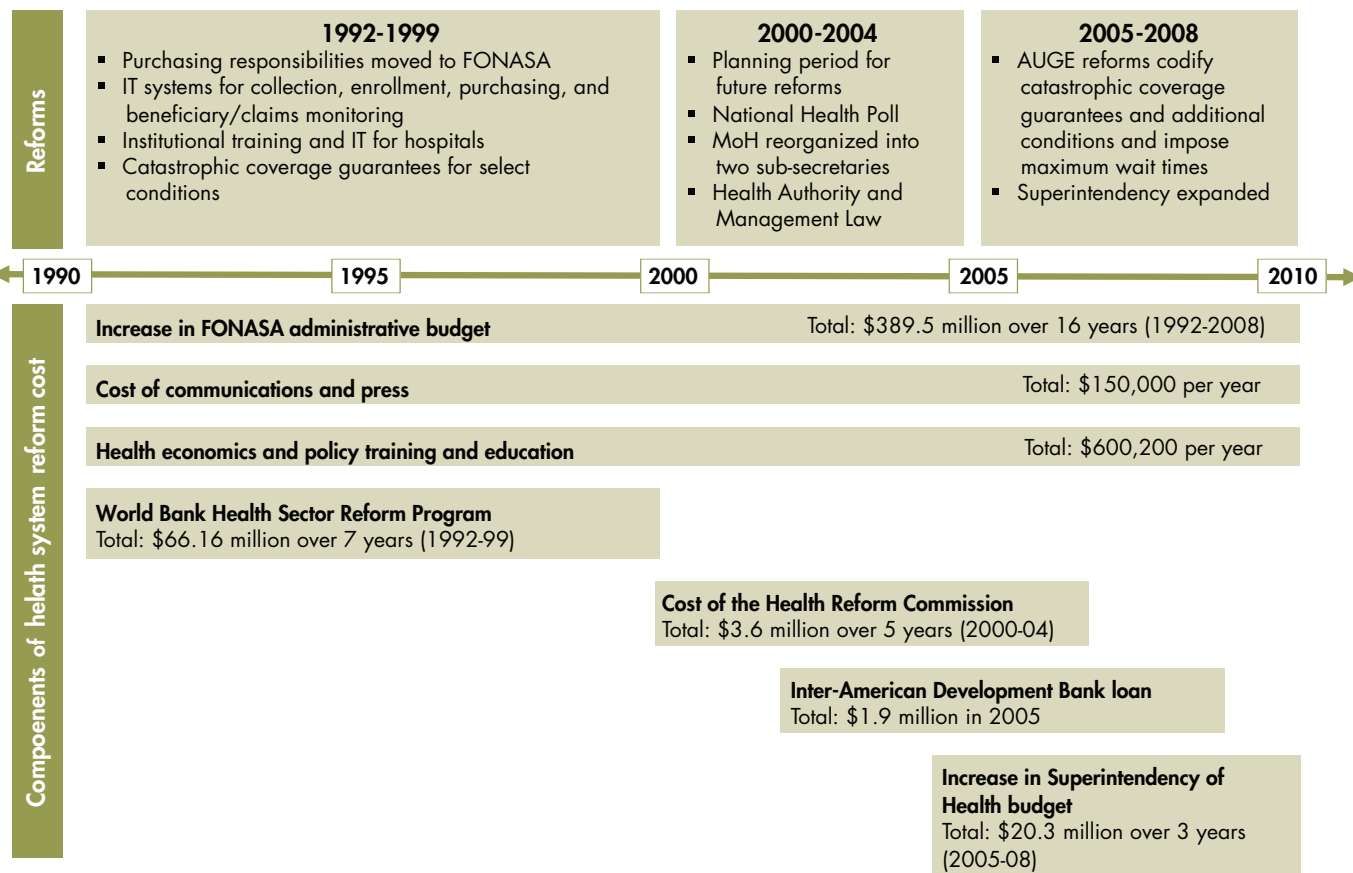 Reforms
1992-1999
▪ Purchasing responsibilities moved to FONASA
▪ IT systems for collection, enrollment, purchasing, and
beneficiary/claims monitoring
▪ Institutional training and IT for hospitals
▪ Catastrophic coverage guarantees for select
conditions
2000-2004
▪ Planning period for
future reforms
▪ National Health Poll
▪ MoH reorganized into
two sub-secretaries
▪ Health Authority and
Management Law
2005-2008
▪ AUGE reforms codify
catastrophic coverage
guarantees and additional
conditions and impose
maximum wait times
▪ Superintendency expanded
1990 1995 2000 2005 2010
Compoenents of helath system reform cost
Increase in FONASA administrative budget Total: $389.5 million over 16 years (1992-2008)
Cost of communications and press Total: $150,000 per year
Health economics and policy training and education Total: $600,200 per year
World Bank Health Sector Reform Program
Total: $66.16 million over 7 years (1992-99)
Cost of the Health Reform Commission
Total: $3.6 million over 5 years (2000-04)
Inter-American Development Bank loan
Total: $1.9 million in 2005
Increase in Superintendency of
Health budget
Total: $20.3 million over 3 years
(2005-08)